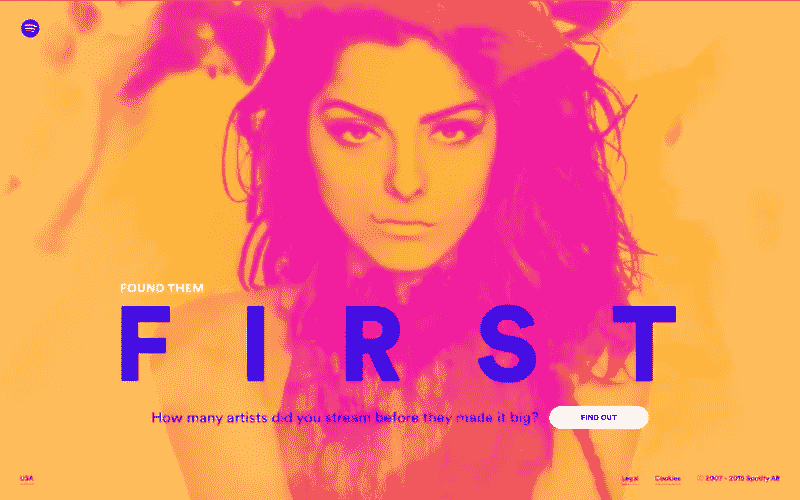 FOUND THEM
FIRST
How many artists did you stream before they made it big?
FIND OUT
USA
Legal
Cookies
© 2007 - 2015 Spotify AB